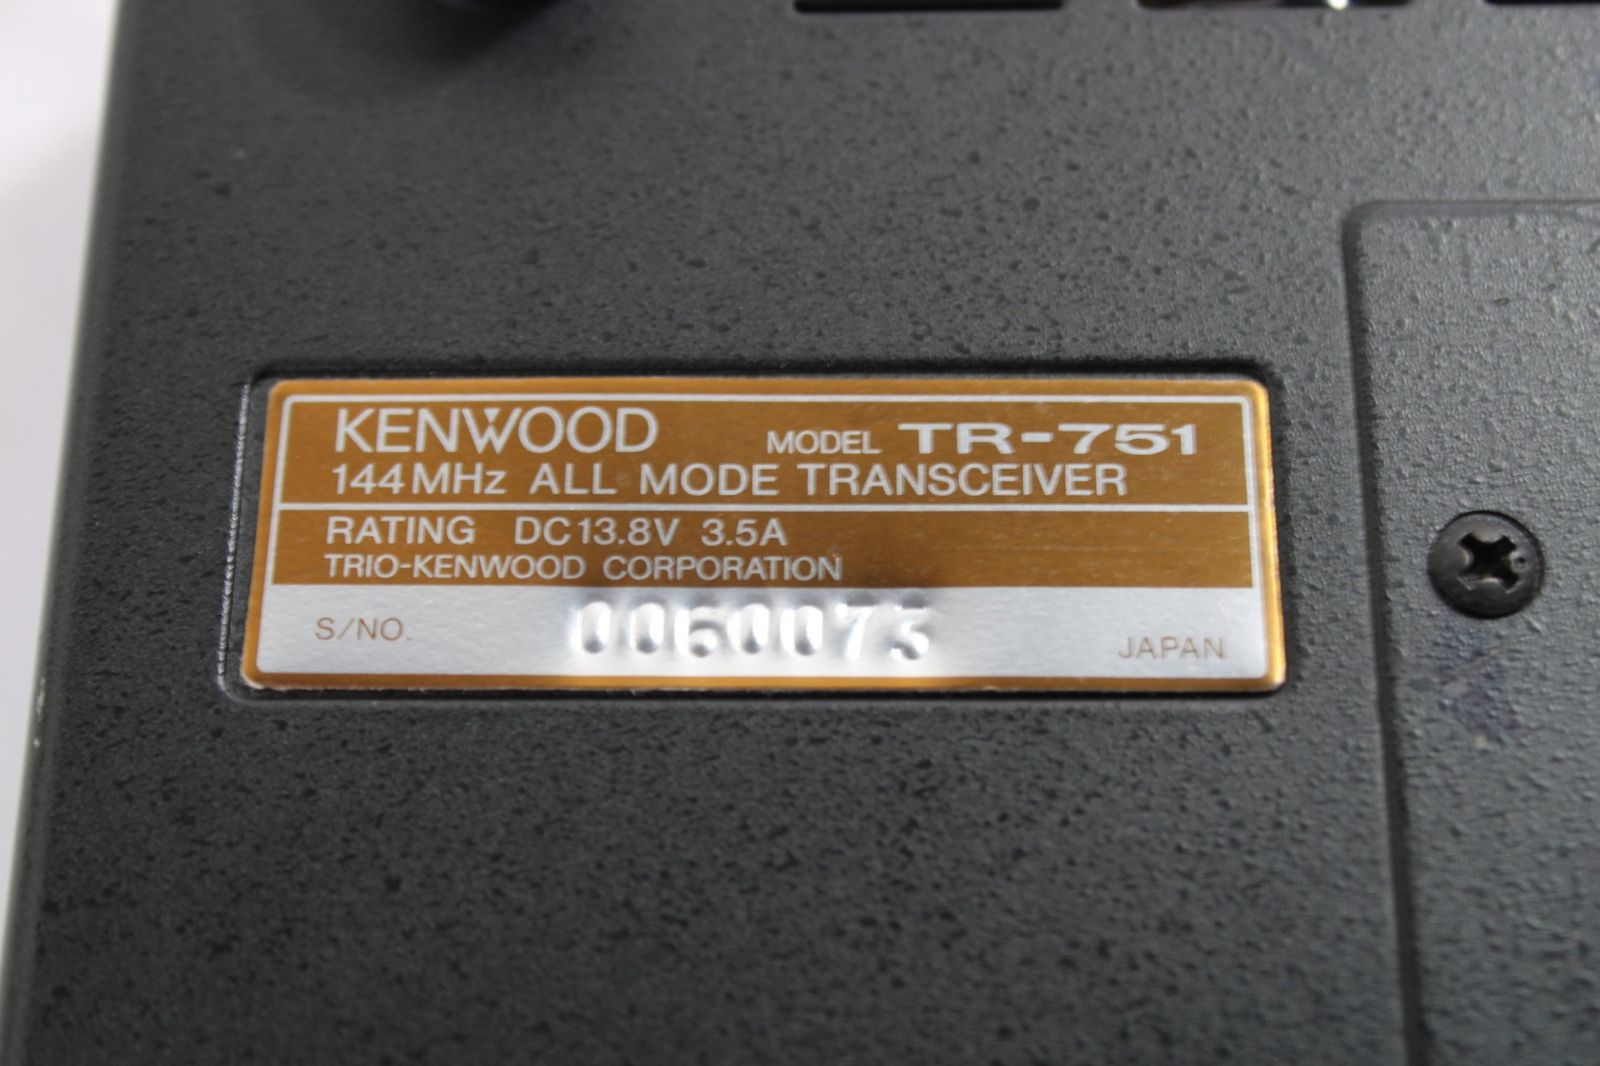 KENWOOD MODEL TR-751
144MHz ALL MODE TRANSCEIVER
RATING DC13.8V 3.5A
TRIO-KENWOOD CORPORATION
S/NO. 0060073 JAPAN